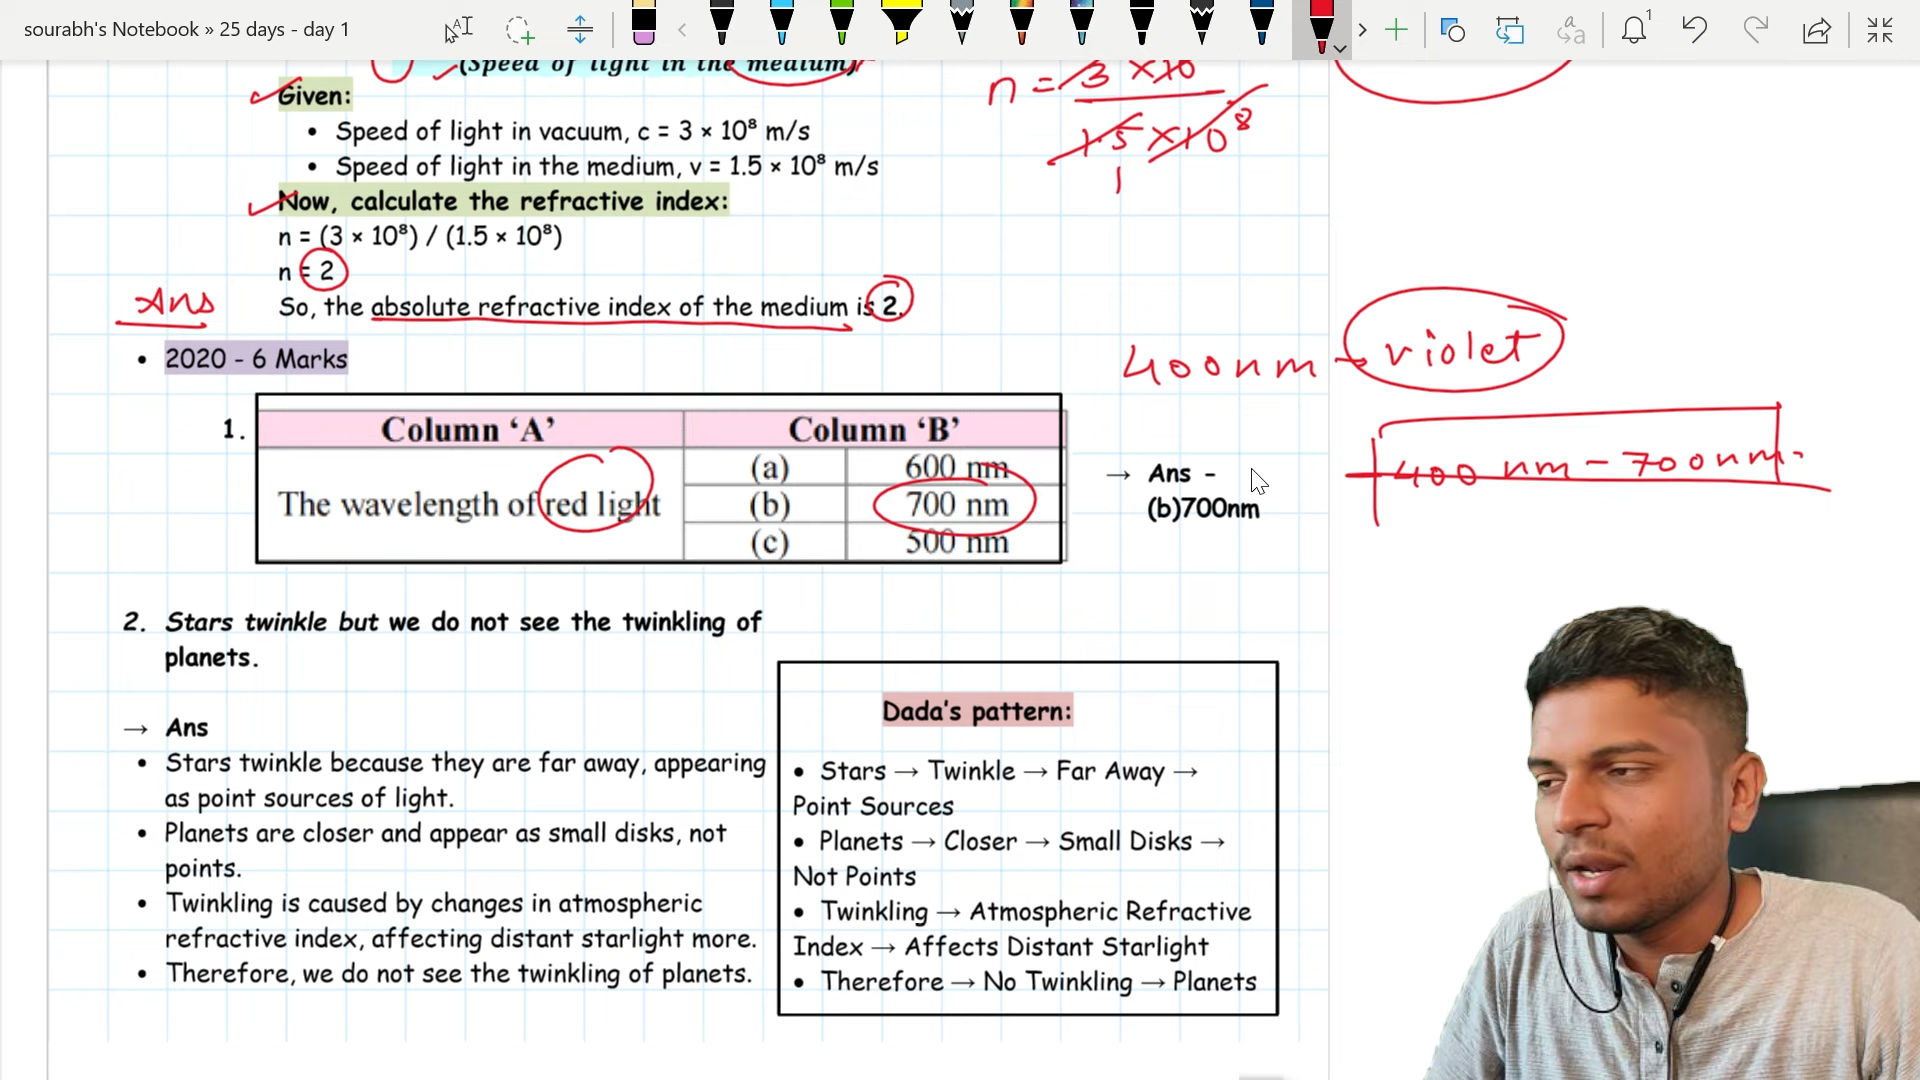 sourabh's Notebook » 25 days - day 1
(Speed of light in the medium)
Given:
• Speed of light in vacuum, c = 3 × 10⁸ m/s
• Speed of light in the medium, v = 1.5 × 10⁸ m/s
Now, calculate the refractive index:
n = (3 × 10⁸) / (1.5 × 10⁸)
n = 2
Ans
So, the absolute refractive index of the medium is 2.
n = 3 × 10
1.5 × 10⁸
1
• 2020 - 6 Marks
400nm - violet
400 nm - 700nm.
1.
Column ‘A’ Column ‘B’
The wavelength of red light
(a) 600 nm
(b) 700 nm
(c) 500 nm
→ Ans -
(b)700nm
2. Stars twinkle but we do not see the twinkling of
planets.
→ Ans
• Stars twinkle because they are far away, appearing
as point sources of light.
• Planets are closer and appear as small disks, not
points.
• Twinkling is caused by changes in atmospheric
refractive index, affecting distant starlight more.
• Therefore, we do not see the twinkling of planets.
Dada's pattern:
• Stars → Twinkle → Far Away →
Point Sources
• Planets → Closer → Small Disks →
Not Points
• Twinkling → Atmospheric Refractive
Index → Affects Distant Starlight
• Therefore → No Twinkling → Planets